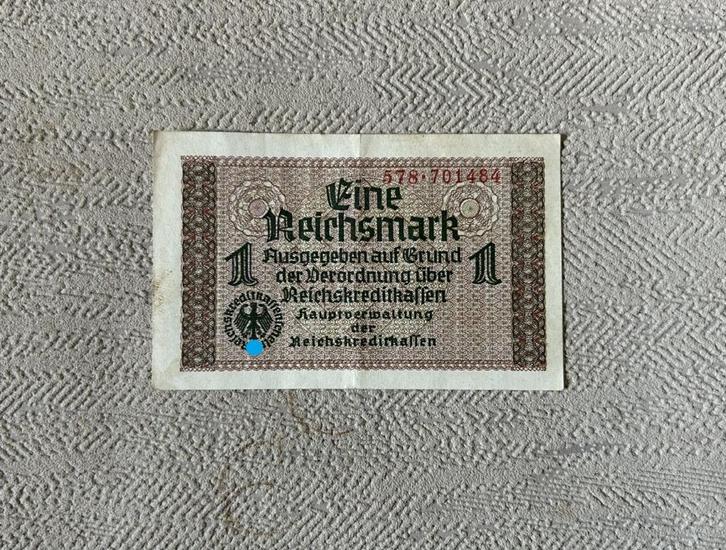 578·701484
Eine
Reichsmark
1 1
Ausgegeben auf Grund
der Verordnung über
Reichskreditkassen
Hauptverwaltung
der
Reichskreditkassen